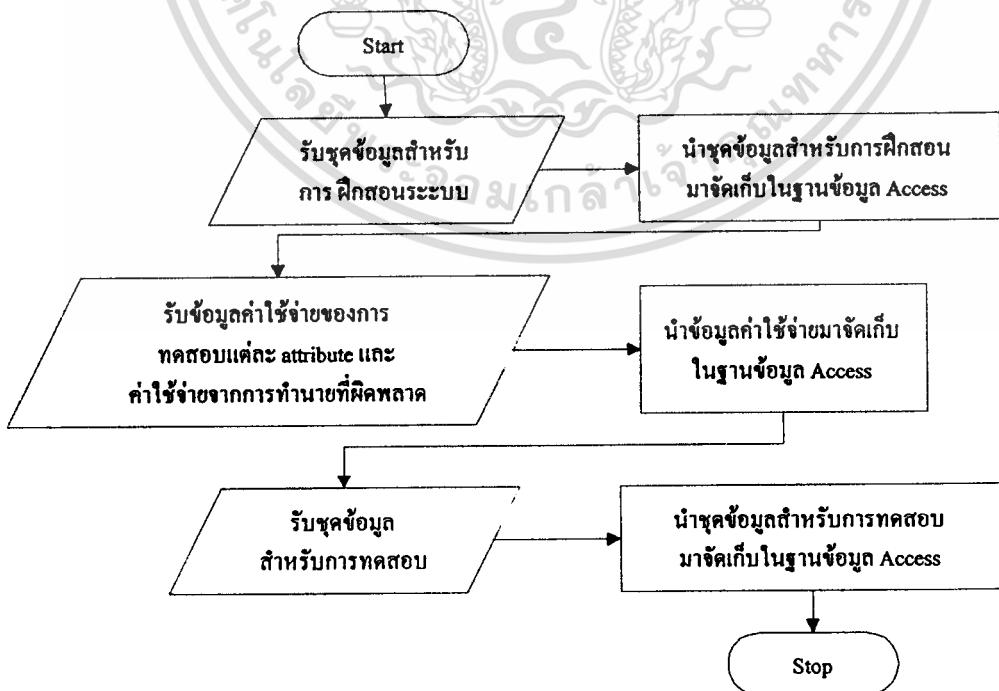 Start
รับชุดข้อมูลสำหรับ
การ ฝึกสอนระะบบ
นำชุดข้อมูลสำหรับการฝึกสอน
มาจัดเก็บในฐานข้อมูล Access
รับข้อมูลค่าใช้จ่ายของการ
ทดสอบแต่ละ attribute และ
ค่าใช้จ่ายจากการทำนายที่ผิดพลาด
นำข้อมูลค่าใช้จ่ายมาจัดเก็บ
ในฐานข้อมูล Access
รับชุดข้อมูล
สำหรับการทดสอบ
นำชุดข้อมูลสำหรับการทดสอบ
มาจัดเก็บในฐานข้อมูล Access
Stop